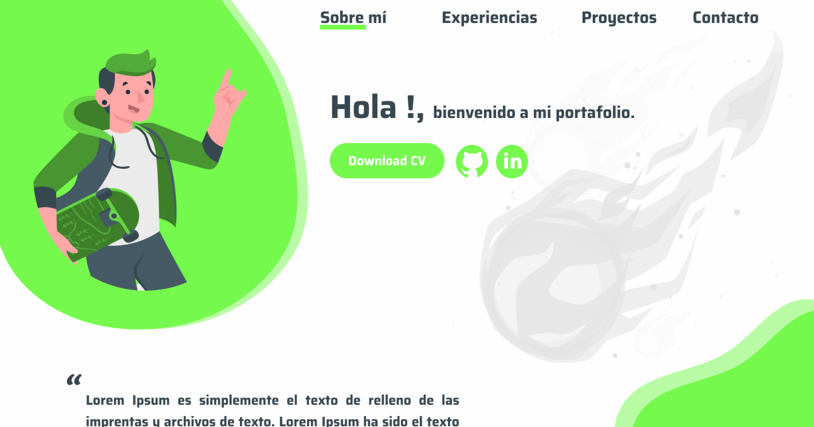 Sobre mí Experiencias Proyectos Contacto
Hola !, bienvenido a mi portafolio.
Download CV in
“
Lorem Ipsum es simplemente el texto de relleno de las
imprentas y archivos de texto. Lorem Ipsum ha sido el texto